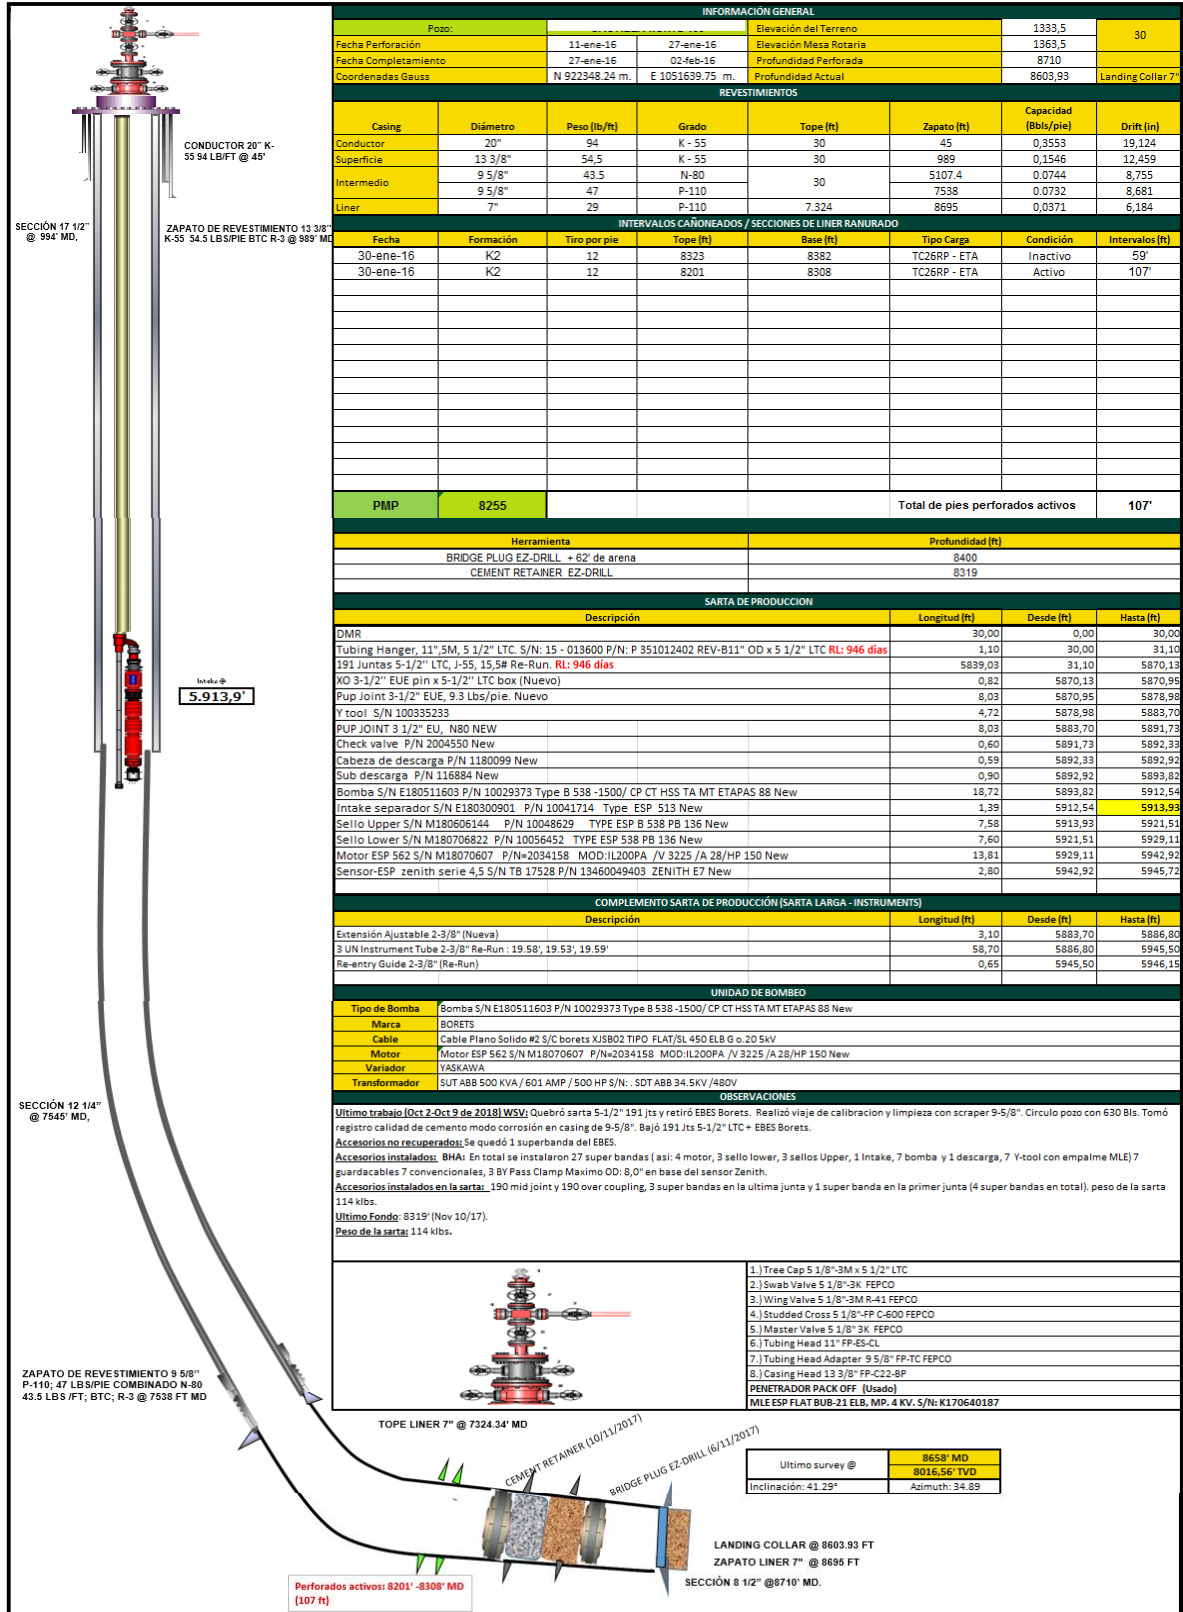 INFORMACIÓN GENERAL
Pozo: Elevación del Terreno 1333,5 30
Fecha Perforación 11-ene-16 27-ene-16 Elevación Mesa Rotaria 1363,5
Fecha Completamiento 27-ene-16 02-feb-16 Profundidad Perforada 8710
Coordenadas Gauss N 922348.24 m. E 1051639.75 m. Profundidad Actual 8603,93 Landing Collar 7"
REVESTIMIENTOS
Casing Diámetro Peso (lb/ft) Grado Tope (ft) Zapato (ft) Capacidad (Bbls/pie) Drift (in)
Conductor 20" 94 K - 55 30 45 0,3553 19,124
Superficie 13 3/8" 54,5 K - 55 30 989 0,1546 12,459
Intermedio 9 5/8" 43.5 N-80 30 5107.4 0.0744 8,755
9 5/8" 47 P-110 7538 0.0732 8,681
Liner 7" 29 P-110 7.324 8695 0,0371 6,184
INTERVALOS CAÑONEADOS / SECCIONES DE LINER RANURADO
Fecha Formación Tiro por pie Tope (ft) Base (ft) Tipo Carga Condición Intervalos (ft)
30-ene-16 K2 12 8323 8382 TC26RP - ETA Inactivo 59'
30-ene-16 K2 12 8201 8308 TC26RP - ETA Activo 107'
PMP 8255 Total de pies perforados activos 107'
Herramienta Profundidad (ft)
BRIDGE PLUG EZ-DRILL + 62' de arena 8400
CEMENT RETAINER EZ-DRILL 8319
SARTA DE PRODUCCION
Descripción Longitud (ft) Desde (ft) Hasta (ft)
DMR 30,00 0,00 30,00
Tubing Hanger, 11",5M, 5 1/2" LTC. S/N: 15 - 013600 P/N: P 351012402 REV-B11" OD x 5 1/2" LTC RL: 946 días 1,10 30,00 31,10
191 Juntas 5-1/2'' LTC, J-55, 15,5# Re-Run. RL: 946 días 5839,03 31,10 5870,13
XO 3-1/2'' EUE pin x 5-1/2'' LTC box (Nuevo) 0,82 5870,13 5870,95
Pup Joint 3-1/2" EUE, 9.3 Lbs/pie. Nuevo 8,03 5870,95 5878,98
Y tool S/N 100335233 4,72 5878,98 5883,70
PUP JOINT 3 1/2" EU, N80 NEW 8,03 5883,70 5891,73
Check valve P/N 2004550 New 0,60 5891,73 5892,33
Cabeza de descarga P/N 1180099 New 0,59 5892,33 5892,92
Sub descarga P/N 116884 New 0,90 5892,92 5893,82
Bomba S/N E180511603 P/N 10029373 Type B 538 -1500/ CP CT HSS TA MT ETAPAS 88 New 18,72 5893,82 5912,54
Intake separador S/N E180300901 P/N 10041714 Type ESP 513 New 1,39 5912,54 5913,93
Sello Upper S/N M180606144 P/N 10048629 TYPE ESP B 538 PB 136 New 7,58 5913,93 5921,51
Sello Lower S/N M180706822 P/N 10056452 TYPE ESP 538 PB 136 New 7,60 5921,51 5929,11
Motor ESP 562 S/N M18070607 P/N=2034158 MOD:IL200PA /V 3225 /A 28/HP 150 New 13,81 5929,11 5942,92
Sensor-ESP zenith serie 4,5 S/N TB 17528 P/N 13460049403 ZENITH E7 New 2,80 5942,92 5945,72
COMPLEMENTO SARTA DE PRODUCCIÓN (SARTA LARGA - INSTRUMENTS)
Descripción Longitud (ft) Desde (ft) Hasta (ft)
Extensión Ajustable 2-3/8" (Nueva) 3,10 5883,70 5886,80
3 UN Instrument Tube 2-3/8" Re-Run : 19.58', 19.53', 19.59' 58,70 5886,80 5945,50
Re-entry Guide 2-3/8" (Re-Run) 0,65 5945,50 5946,15
UNIDAD DE BOMBEO
Tipo de Bomba Bomba S/N E180511603 P/N 10029373 Type B 538 -1500/ CP CT HSS TA MT ETAPAS 88 New
Marca BORETS
Cable Cable Plano Solido #2 S/C borets XJSB02 TIPO FLAT/SL 450 ELB G o.20 5kV
Motor Motor ESP 562 S/N M18070607 P/N=2034158 MOD:IL200PA /V 3225 /A 28/HP 150 New
Variador YASKAWA
Transformador SUT ABB 500 KVA / 601 AMP / 500 HP S/N: . SDT ABB 34.5KV /480V
OBSERVACIONES
Ultimo trabajo (Oct 2-Oct 9 de 2018) WSV: Quebró sarta 5-1/2" 191 jts y retiró EBES Borets. Realizó viaje de calibracion y limpieza con scraper 9-5/8". Circulo pozo con 630 Bls. Tomó
registro calidad de cemento modo corrosión en casing de 9-5/8". Bajó 191 Jts 5-1/2" LTC + EBES Borets.
Accesorios no recuperados: Se quedó 1 superbanda del EBES.
Accesorios instalados: BHA: En total se instalaron 27 super bandas ( asi: 4 motor, 3 sello lower, 3 sellos Upper, 1 Intake, 7 bomba y 1 descarga, 7 Y-tool con empalme MLE) 7
guardacables 7 convencionales, 3 BY Pass Clamp Maximo OD: 8,0" en base del sensor Zenith.
Accesorios instalados en la sarta: 190 mid joint y 190 over coupling, 3 super bandas en la ultima junta y 1 super banda en la primer junta (4 super bandas en total). peso de la sarta
114 klbs.
Ultimo Fondo: 8319' (Nov 10/17).
Peso de la sarta: 114 klbs.
1.) Tree Cap 5 1/8"-3M x 5 1/2" LTC
2.) Swab Valve 5 1/8"-3K FEPCO
3.) Wing Valve 5 1/8"-3M R-41 FEPCO
4.) Studded Cross 5 1/8"-FP C-600 FEPCO
5.) Master Valve 5 1/8" 3K FEPCO
6.) Tubing Head 11" FP-ES-CL
7.) Tubing Head Adapter 9 5/8" FP-TC FEPCO
8.) Casing Head 13 3/8" FP-C22-BP
PENETRADOR PACK OFF (Usado)
MLE ESP FLAT BUB-21 ELB, MP. 4 KV. S/N: K170640187
Ultimo survey @ 8658' MD
8016,56' TVD
Inclinación: 41.29° Azimuth: 34.89
CONDUCTOR 20" K-
55 94 LB/FT @ 45'
SECCIÓN 17 1/2"
@ 994' MD,
ZAPATO DE REVESTIMIENTO 13 3/8"
K-55 54.5 LBS/PIE BTC R-3 @ 989' MD
Intake @
5.913,9'
SECCIÓN 12 1/4"
@ 7545' MD,
ZAPATO DE REVESTIMIENTO 9 5/8''
P-110; 47 LBS/PIE COMBINADO N-80
43.5 LBS /FT; BTC; R-3 @ 7538 FT MD
TOPE LINER 7" @ 7324.34' MD
CEMENT RETAINER (10/11/2017)
BRIDGE PLUG EZ-DRILL (6/11/2017)
LANDING COLLAR @ 8603.93 FT
ZAPATO LINER 7" @ 8695 FT
SECCIÓN 8 1/2" @8710' MD.
Perforados activos: 8201' -8308' MD
(107 ft)